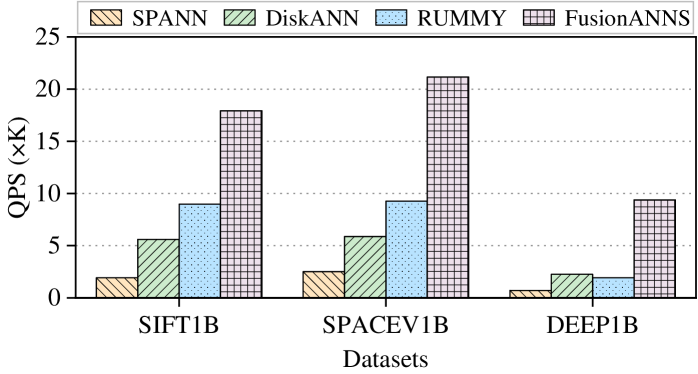 SPANN DiskANN RUMMY FusionANNS
25
20
15
10
5
0
QPS (×K)
SIFT1B SPACEV1B DEEP1B
Datasets